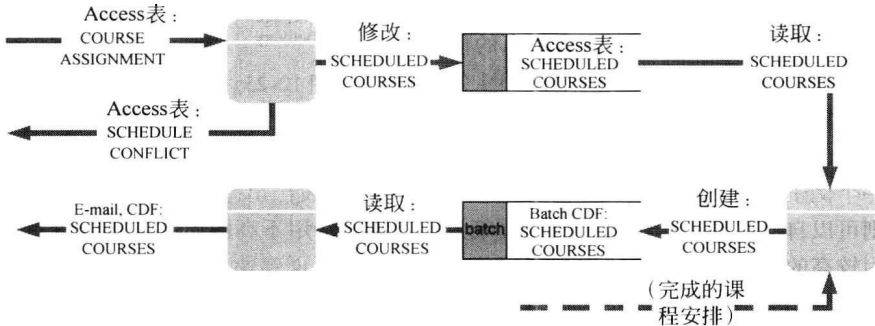 Access表：
COURSE
ASSIGNMENT
修改：
SCHEDULED
COURSES
Access表：
SCHEDULED
COURSES
读取：
SCHEDULED
COURSES
Access表：
SCHEDULE
CONFLICT
E-mail, CDF:
SCHEDULED
COURSES
读取：
SCHEDULED
COURSES
batch
Batch CDF:
SCHEDULED
COURSES
创建：
SCHEDULED
COURSES
（完成的课
程安排）